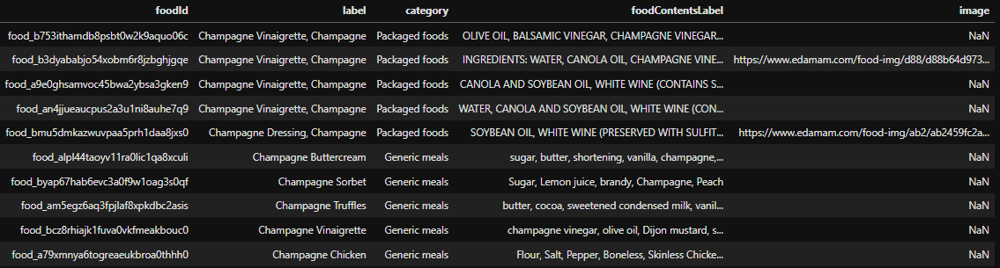 foodId label category foodContentsLabel image
food_b753ithamdb8psbt0w2k9aquo06c Champagne Vinaigrette, Champagne Packaged foods OLIVE OIL, BALSAMIC VINEGAR, CHAMPAGNE VINEGAR... NaN
food_b3dyababjo54xobm6r8jzbghjgqe Champagne Vinaigrette, Champagne Packaged foods INGREDIENTS: WATER, CANOLA OIL, CHAMPAGNE VINE... https://www.edamam.com/food-img/d88/d88b64d973...
food_a9e0ghsamvoc45bwa2ybsa3gken9 Champagne Vinaigrette, Champagne Packaged foods CANOLA AND SOYBEAN OIL, WHITE WINE (CONTAINS S... NaN
food_an4jjueaucpus2a3u1ni8auhe7q9 Champagne Vinaigrette, Champagne Packaged foods WATER, CANOLA AND SOYBEAN OIL, WHITE WINE (CON... NaN
food_bmu5dmkazwuvpaa5prh1daa8jxs0 Champagne Dressing, Champagne Packaged foods SOYBEAN OIL, WHITE WINE (PRESERVED WITH SULFIT... https://www.edamam.com/food-img/ab2/ab2459fc2a...
food_alpl44taoyv11ra0lic1qa8xculi Champagne Buttercream Generic meals sugar, butter, shortening, vanilla, champagne,... NaN
food_byap67hab6evc3a0f9w1oag3s0qf Champagne Sorbet Generic meals Sugar, Lemon juice, brandy, Champagne, Peach NaN
food_am5egz6aq3fpjlaf8xpkdbc2asis Champagne Truffles Generic meals butter, cocoa, sweetened condensed milk, vanil... NaN
food_bcz8rhiajk1fuva0vkfmeakbouc0 Champagne Vinaigrette Generic meals champagne vinegar, olive oil, Dijon mustard, s... NaN
food_a79xmnya6togreaeukbroa0thhh0 Champagne Chicken Generic meals Flour, Salt, Pepper, Boneless, Skinless Chicke... NaN